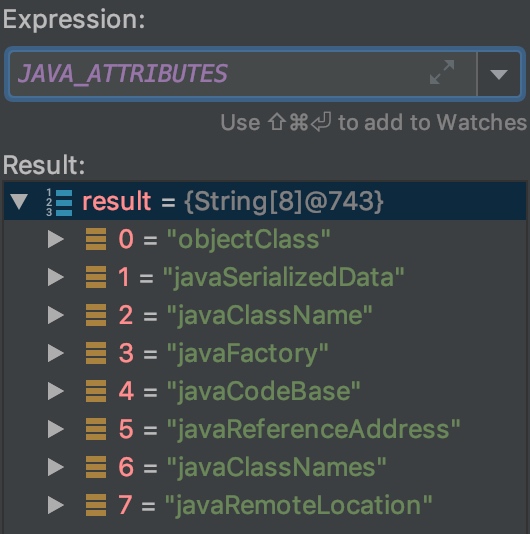 Expression:
JAVA_ATTRIBUTES
Use ⇧⌘⏎ to add to Watches
Result:
result = {String[8]@743}
0 = "objectClass"
1 = "javaSerializedData"
2 = "javaClassName"
3 = "javaFactory"
4 = "javaCodeBase"
5 = "javaReferenceAddress"
6 = "javaClassNames"
7 = "javaRemoteLocation"